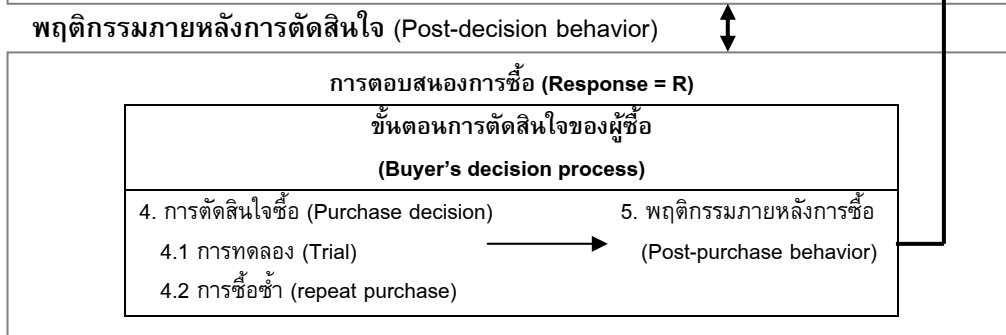 พฤติกรรมภายหลังการตัดสินใจ (Post-decision behavior)
การตอบสนองการซื้อ (Response = R)
ขั้นตอนการตัดสินใจของผู้ซื้อ
(Buyer's decision process)
4. การตัดสินใจซื้อ (Purchase decision)
4.1 การทดลอง (Trial)
4.2 การซื้อซ้ำ (repeat purchase)
5. พฤติกรรมภายหลังการซื้อ
(Post-purchase behavior)